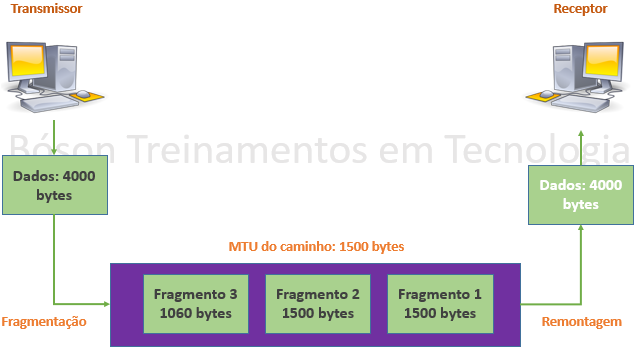 Transmissor
Receptor
Bóson Treinamentos em Tecnologia
Dados: 4000
bytes
Dados: 4000
bytes
MTU do caminho: 1500 bytes
Fragmento 3
1060 bytes
Fragmento 2
1500 bytes
Fragmento 1
1500 bytes
Fragmentação
Remontagem